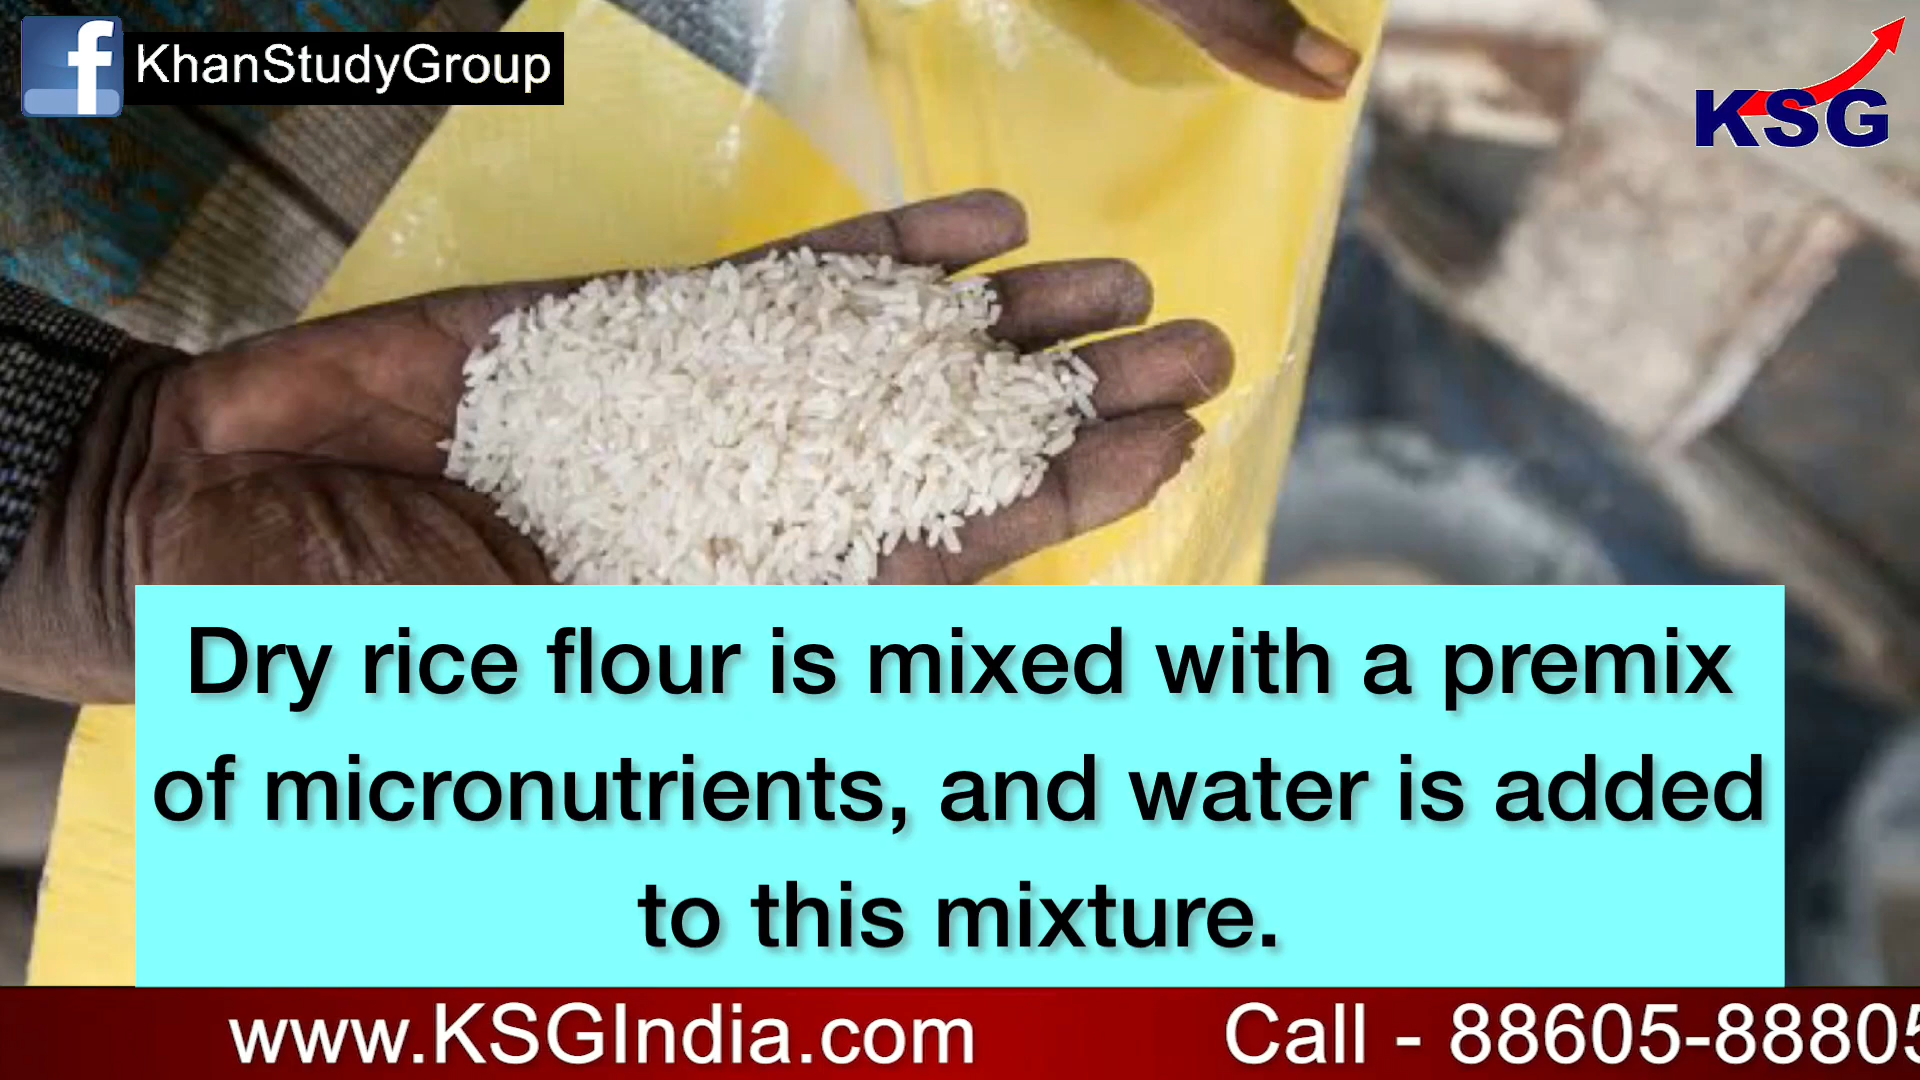 f KhanStudyGroup
KSG
Dry rice flour is mixed with a premix
of micronutrients, and water is added
to this mixture.
www.KSGIndia.com Call - 88605-88805